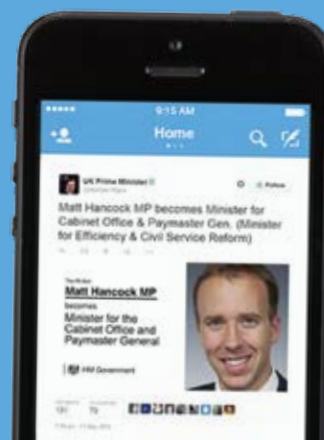 9:15 AM
Home
UK Prime Minister
Follow
Matt Hancock MP becomes Minister for
Cabinet Office & Paymaster Gen. (Minister
for Efficiency & Civil Service Reform)
Matt Hancock MP
becomes
Minister for the
Cabinet Office and
Paymaster General
HM Government